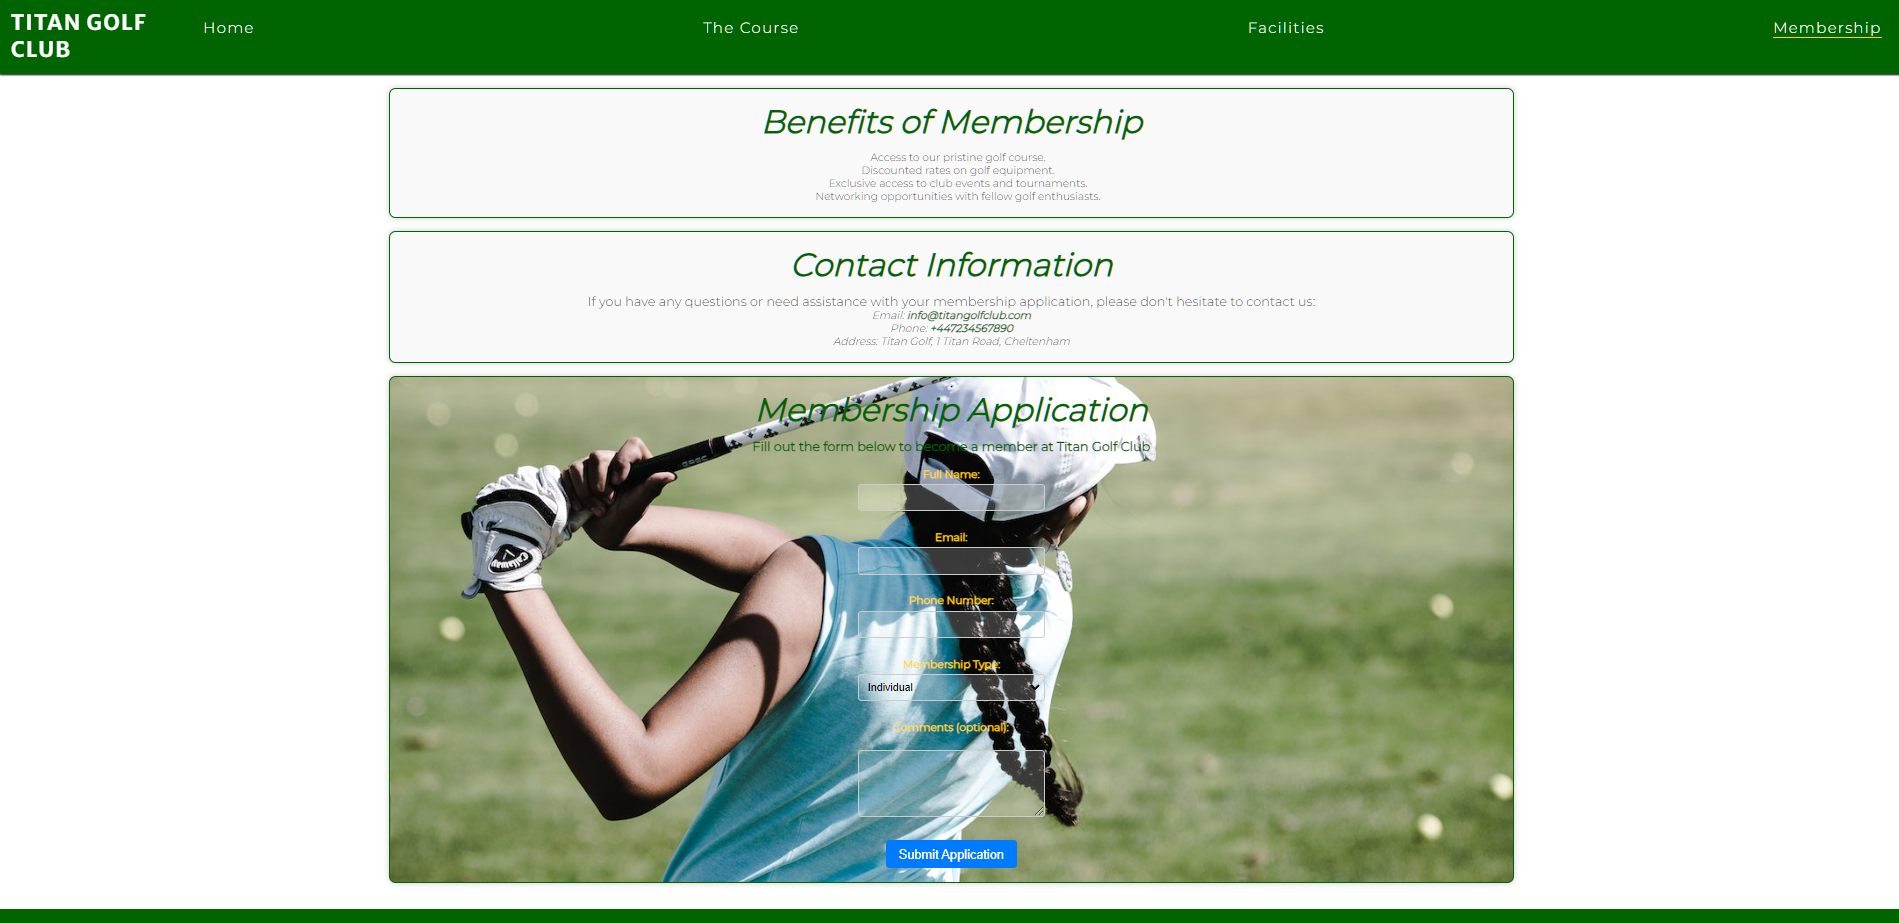 TITAN GOLF
CLUB
Home
The Course
Facilities
Membership
Benefits of Membership
Access to our pristine golf course.
Discounted rates on golf equipment.
Exclusive access to club events and tournaments.
Networking opportunities with fellow golf enthusiasts.
Contact Information
If you have any questions or need assistance with your membership application, please don't hesitate to contact us:
Email: info@titangolfclub.com
Phone: +447234567890
Address: Titan Golf, 1 Titan Road, Cheltenham
Membership Application
Fill out the form below to become a member at Titan Golf Club
Full Name:
Email:
Callaway
Phone Number:
Membership Type:
Individual
Comments (optional):
Submit Application